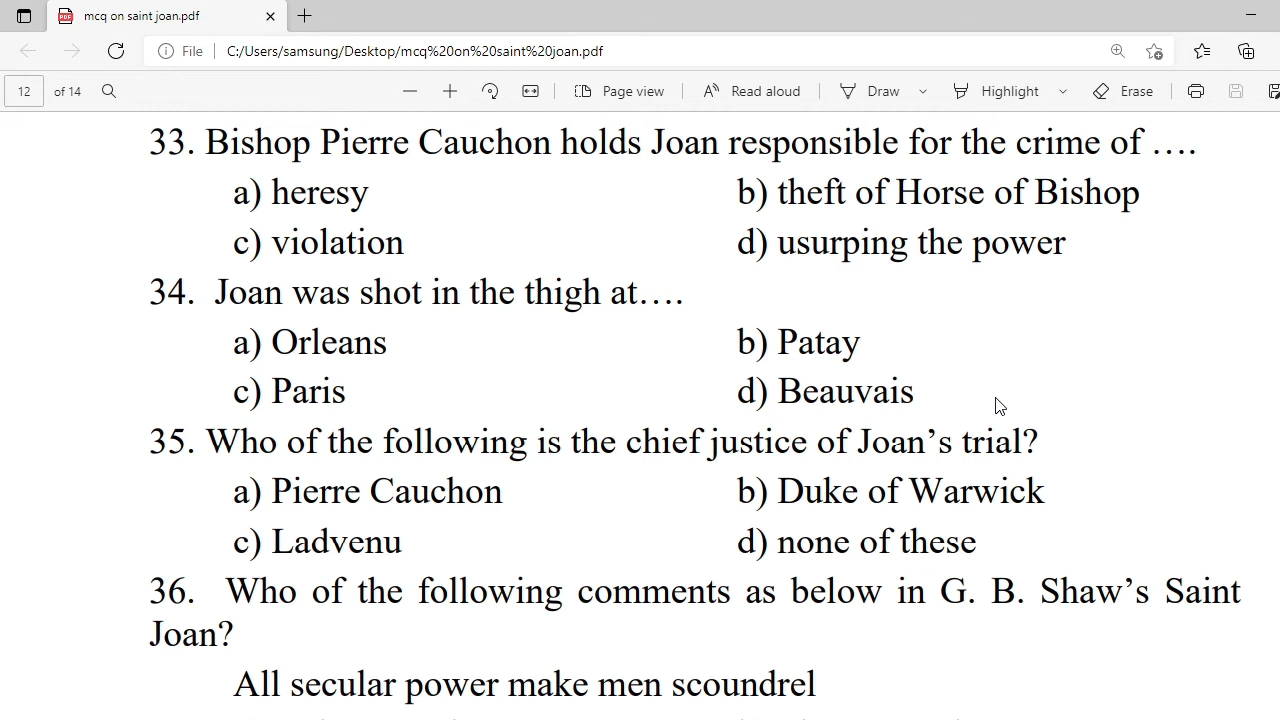 mcq on saint joan.pdf
File C:/Users/samsung/Desktop/mcq%20on%20saint%20joan.pdf
12 of 14 Page view Read aloud Draw Highlight Erase
33. Bishop Pierre Cauchon holds Joan responsible for the crime of ….
a) heresy b) theft of Horse of Bishop
c) violation d) usurping the power
34. Joan was shot in the thigh at….
a) Orleans b) Patay
c) Paris d) Beauvais
35. Who of the following is the chief justice of Joan’s trial?
a) Pierre Cauchon b) Duke of Warwick
c) Ladvenu d) none of these
36. Who of the following comments as below in G. B. Shaw’s Saint
Joan?
All secular power make men scoundrel